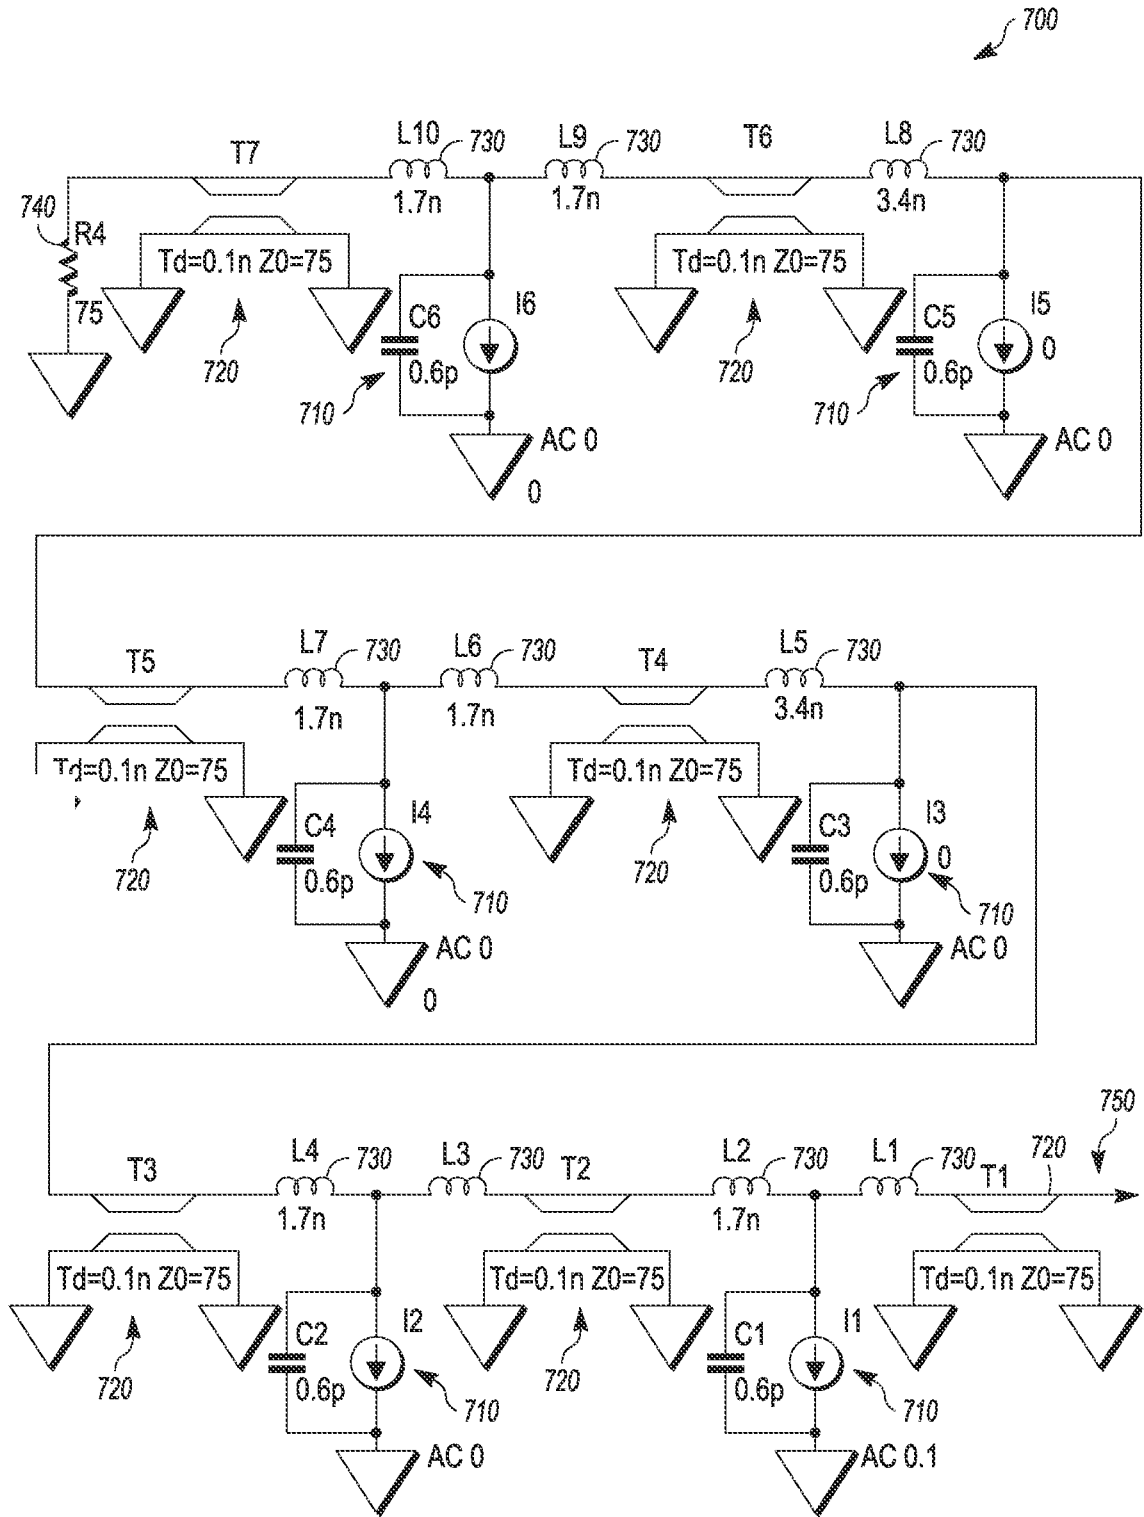 700
T7
L10
730
L9
730
T6
L8
730
1.7n
1.7n
3.4n
740
R4
75
Td=0.1n Z0=75
720
C6
0.6p
I6
710
AC 0
0
Td=0.1n Z0=75
720
C5
0.6p
I5
0
710
AC 0
T5
L7
730
L6
730
T4
L5
730
1.7n
1.7n
3.4n
Td=0.1n Z0=75
720
C4
0.6p
I4
710
AC 0
0
Td=0.1n Z0=75
720
C3
0.6p
I3
0
710
AC 0
750
T3
L4
730
L3
730
T2
L2
730
L1
730
T1
720
1.7n
1.7n
Td=0.1n Z0=75
720
C2
0.6p
I2
710
AC 0
Td=0.1n Z0=75
720
C1
0.6p
I1
710
AC 0.1
Td=0.1n Z0=75